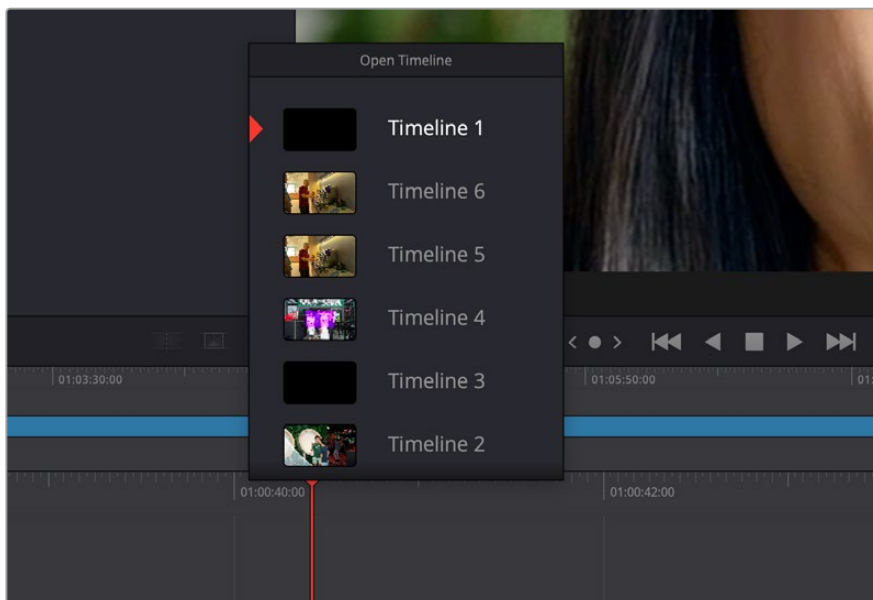 Open Timeline
Timeline 1
Timeline 6
Timeline 5
Timeline 4
Timeline 3
Timeline 2
01:03:30:00
01:05:50:00
01:
01:00:40:00
01:00:42:00